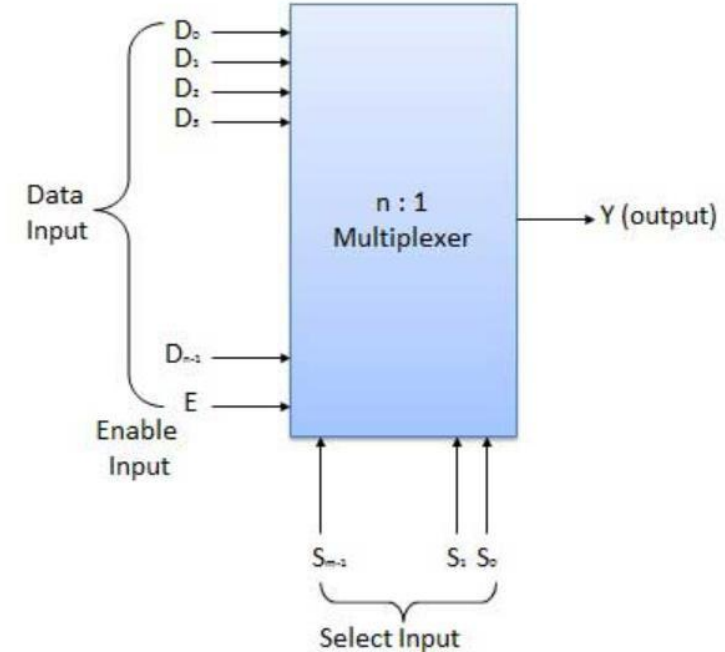 D₀
D₁
D₂
D₃
Data
Input
n : 1
Multiplexer
Y (output)
Dₙ₋₁
E
Enable
Input
Sₘ₋₁
S₁ S₀
Select Input